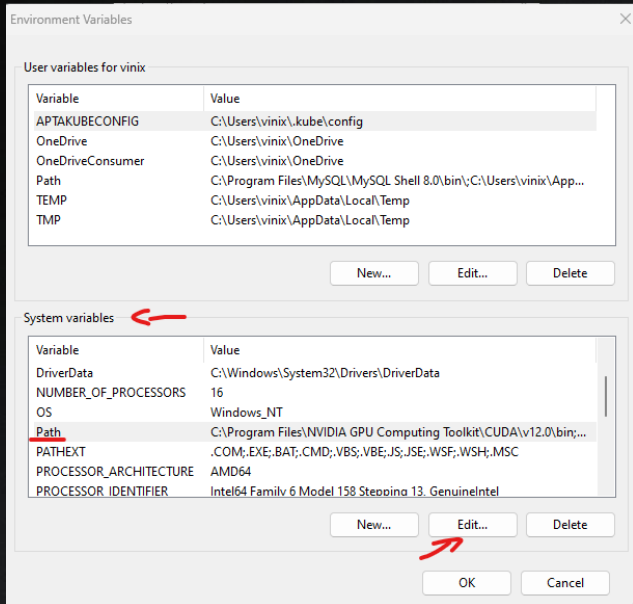 Environment Variables
User variables for vinix
Variable Value
APTAKUBECONFIG C:\Users\vinix\.kube\config
OneDrive C:\Users\vinix\OneDrive
OneDriveConsumer C:\Users\vinix\OneDrive
Path C:\Program Files\MySQL\MySQL Shell 8.0\bin\;C:\Users\vinix\App...
TEMP C:\Users\vinix\AppData\Local\Temp
TMP C:\Users\vinix\AppData\Local\Temp
New... Edit... Delete
System variables
Variable Value
DriverData C:\Windows\System32\Drivers\DriverData
NUMBER_OF_PROCESSORS 16
OS Windows_NT
Path C:\Program Files\NVIDIA GPU Computing Toolkit\CUDA\v12.0\bin;...
PATHEXT .COM;.EXE;.BAT;.CMD;.VBS;.VBE;.JS;.JSE;.WSF;.WSH;.MSC
PROCESSOR_ARCHITECTURE AMD64
PROCESSOR_IDENTIFIER Intel64 Family 6 Model 158 Stepping 13, GenuineIntel
New... Edit... Delete
OK Cancel